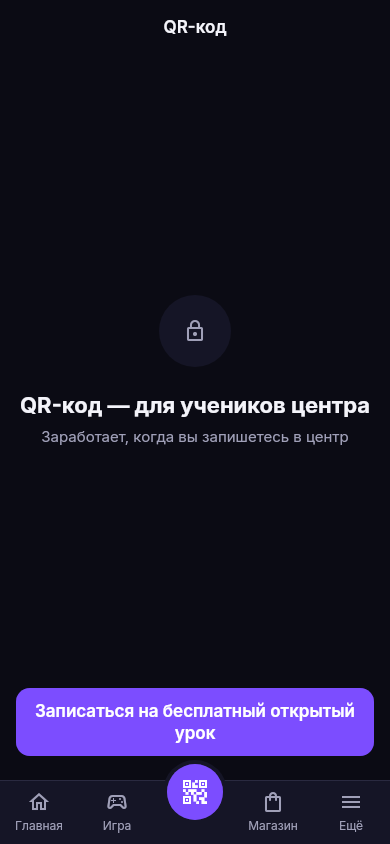 QR-код
QR-код — для учеников центра
Заработает, когда вы запишетесь в центр
Записаться на бесплатный открытый
урок
Главная
Игра
Магазин
Ещё